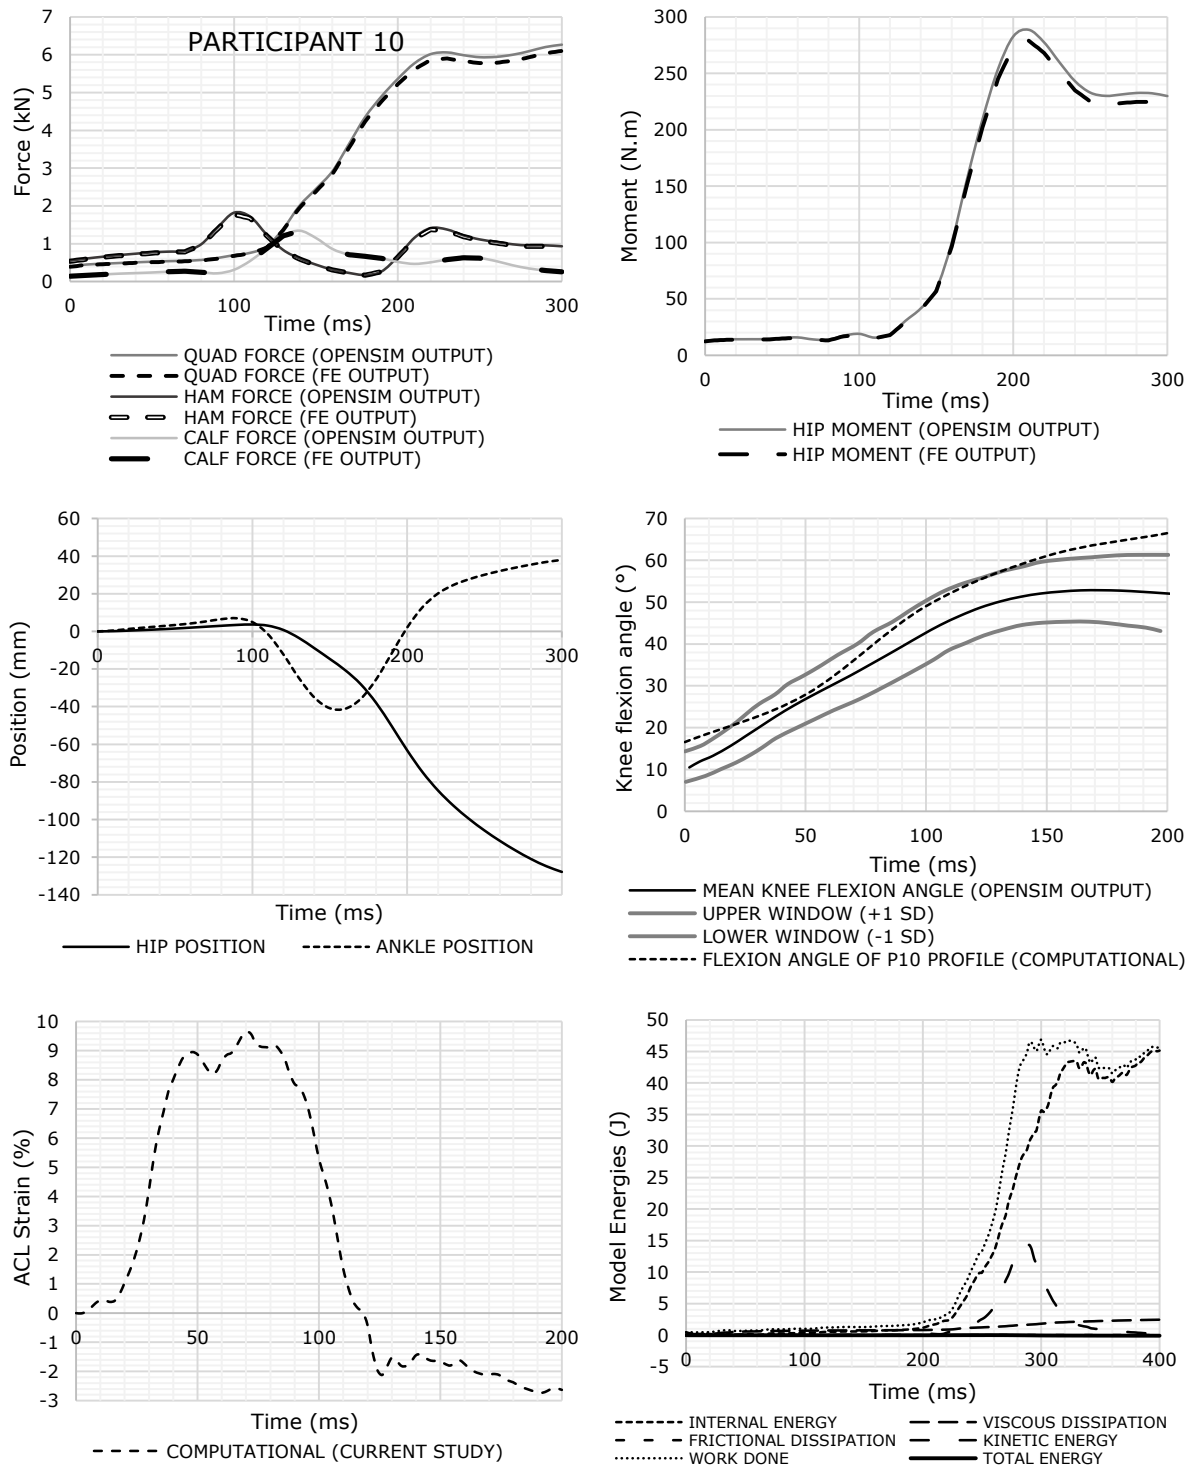 PARTICIPANT 10
7
6
5
4
3
2
1
0
Force (kN)
0 100 200 300
Time (ms)
QUAD FORCE (OPENSIM OUTPUT)
QUAD FORCE (FE OUTPUT)
HAM FORCE (OPENSIM OUTPUT)
HAM FORCE (FE OUTPUT)
CALF FORCE (OPENSIM OUTPUT)
CALF FORCE (FE OUTPUT)
300
250
200
150
100
50
0
Moment (N.m)
0 100 200 300
Time (ms)
HIP MOMENT (OPENSIM OUTPUT)
HIP MOMENT (FE OUTPUT)
60
40
20
0
-20
-40
-60
-80
-100
-120
-140
Position (mm)
0 100 200 300
Time (ms)
HIP POSITION ANKLE POSITION
70
60
50
40
30
20
10
0
Knee flexion angle (°)
0 50 100 150 200
Time (ms)
MEAN KNEE FLEXION ANGLE (OPENSIM OUTPUT)
UPPER WINDOW (+1 SD)
LOWER WINDOW (-1 SD)
FLEXION ANGLE OF P10 PROFILE (COMPUTATIONAL)
10
9
8
7
6
5
4
3
2
1
0
-1
-2
-3
ACL Strain (%)
0 50 100 150 200
Time (ms)
COMPUTATIONAL (CURRENT STUDY)
50
45
40
35
30
25
20
15
10
5
0
-5
Model Energies (J)
0 100 200 300 400
Time (ms)
INTERNAL ENERGY VISCOUS DISSIPATION
FRICTIONAL DISSIPATION KINETIC ENERGY
WORK DONE TOTAL ENERGY